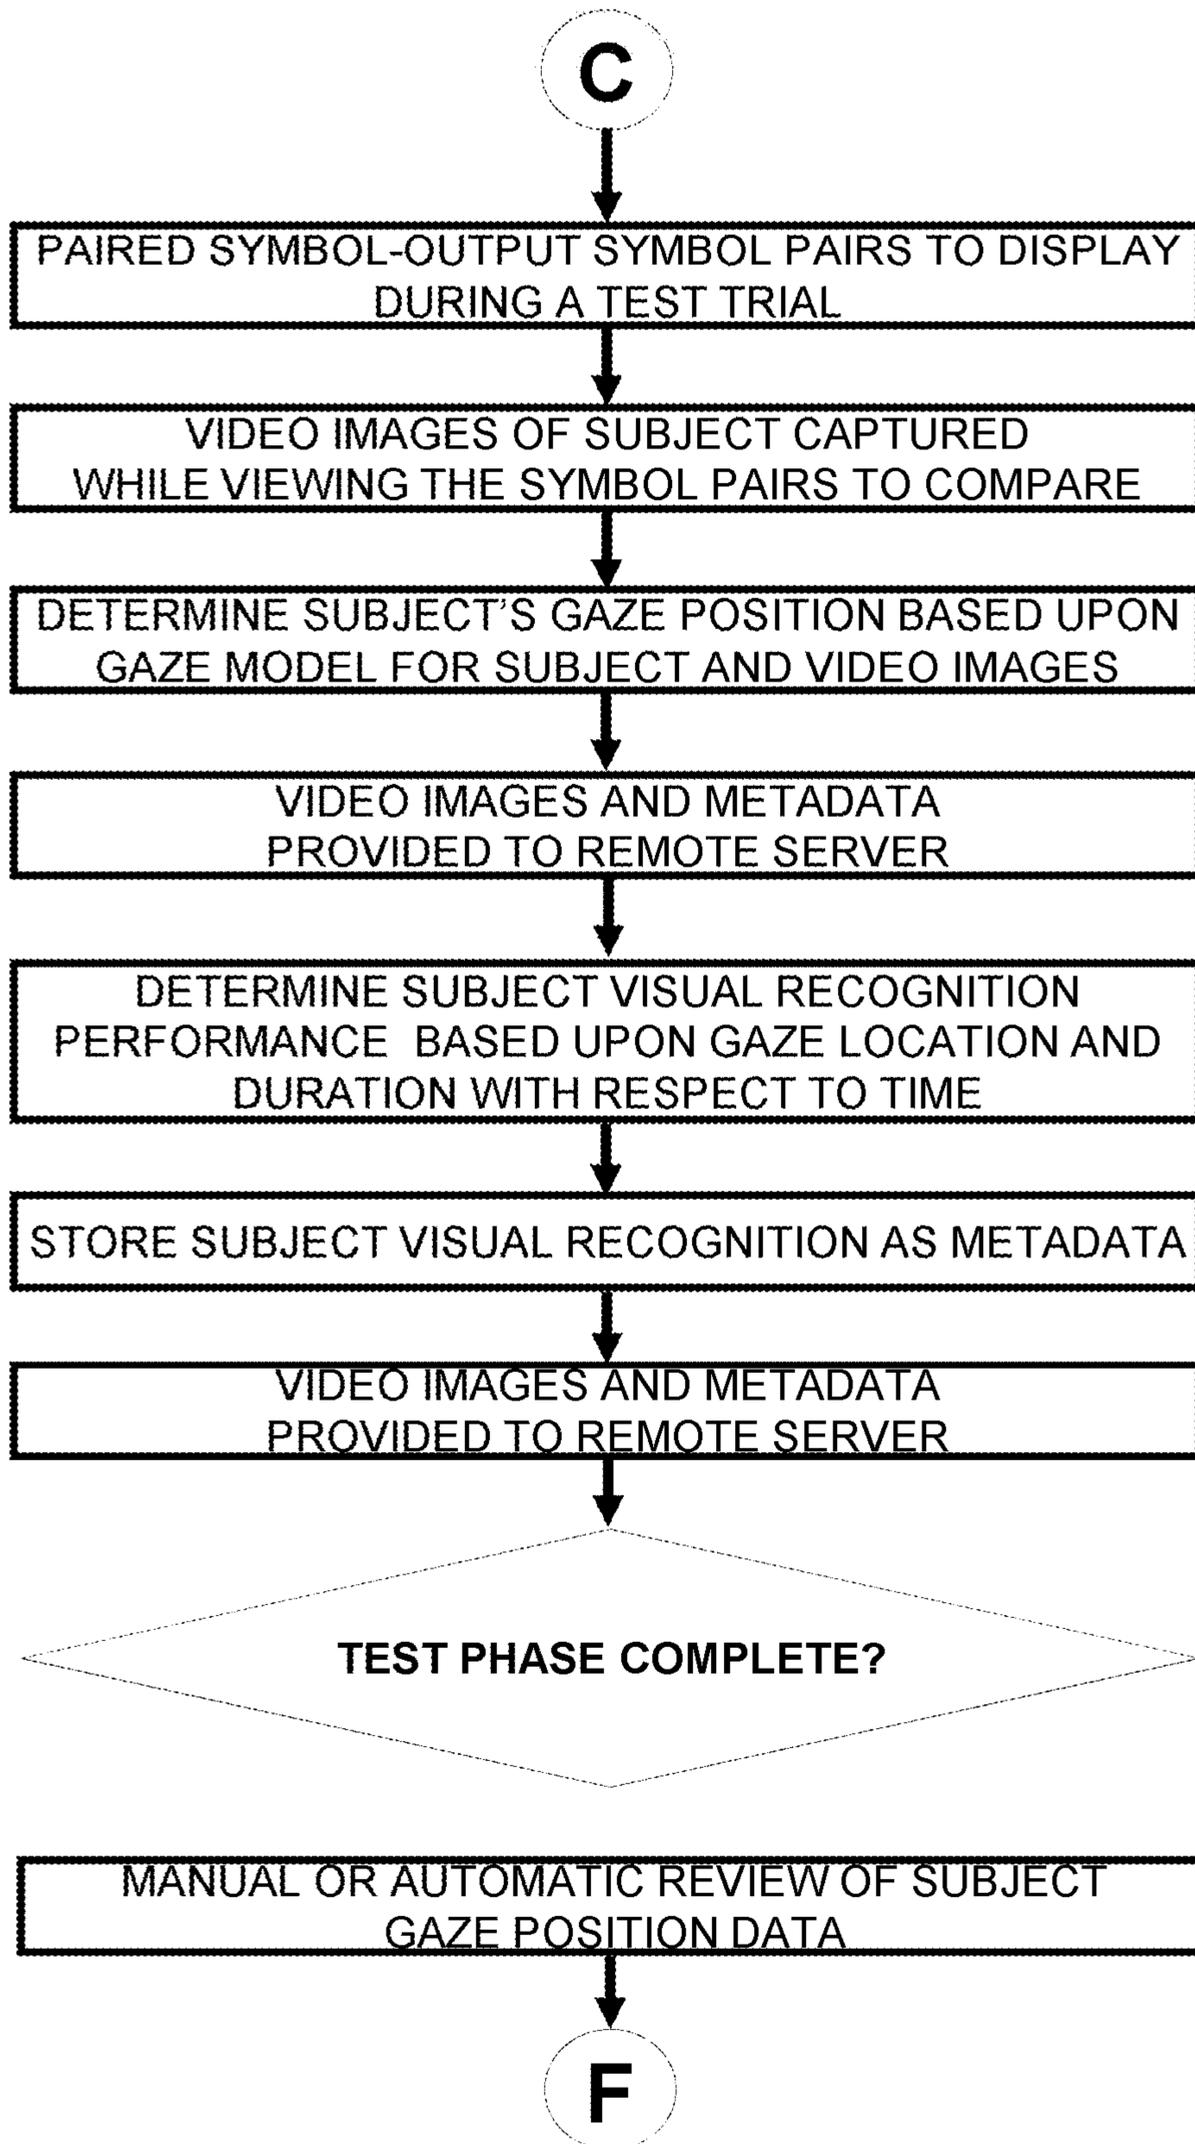 C
PAIRED SYMBOL-OUTPUT SYMBOL PAIRS TO DISPLAY
DURING A TEST TRIAL
VIDEO IMAGES OF SUBJECT CAPTURED
WHILE VIEWING THE SYMBOL PAIRS TO COMPARE
DETERMINE SUBJECT'S GAZE POSITION BASED UPON
GAZE MODEL FOR SUBJECT AND VIDEO IMAGES
VIDEO IMAGES AND METADATA
PROVIDED TO REMOTE SERVER
DETERMINE SUBJECT VISUAL RECOGNITION
PERFORMANCE BASED UPON GAZE LOCATION AND
DURATION WITH RESPECT TO TIME
STORE SUBJECT VISUAL RECOGNITION AS METADATA
VIDEO IMAGES AND METADATA
PROVIDED TO REMOTE SERVER
TEST PHASE COMPLETE?
MANUAL OR AUTOMATIC REVIEW OF SUBJECT
GAZE POSITION DATA
F